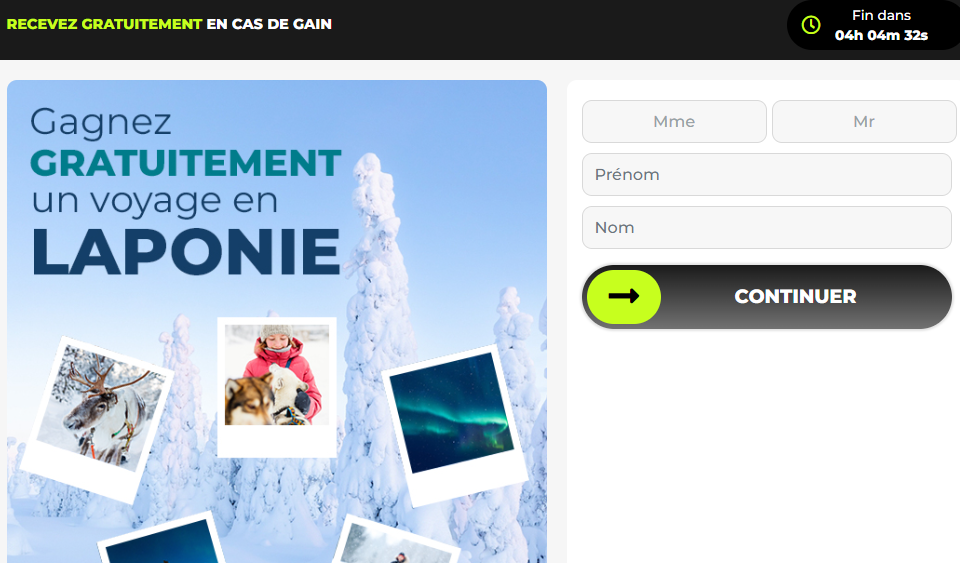 RECEVEZ GRATUITEMENT EN CAS DE GAIN
Fin dans
04h 04m 32s
Gagnez
GRATUITEMENT
un voyage en
LAPONIE
Mme
Mr
Prénom
Nom
CONTINUER